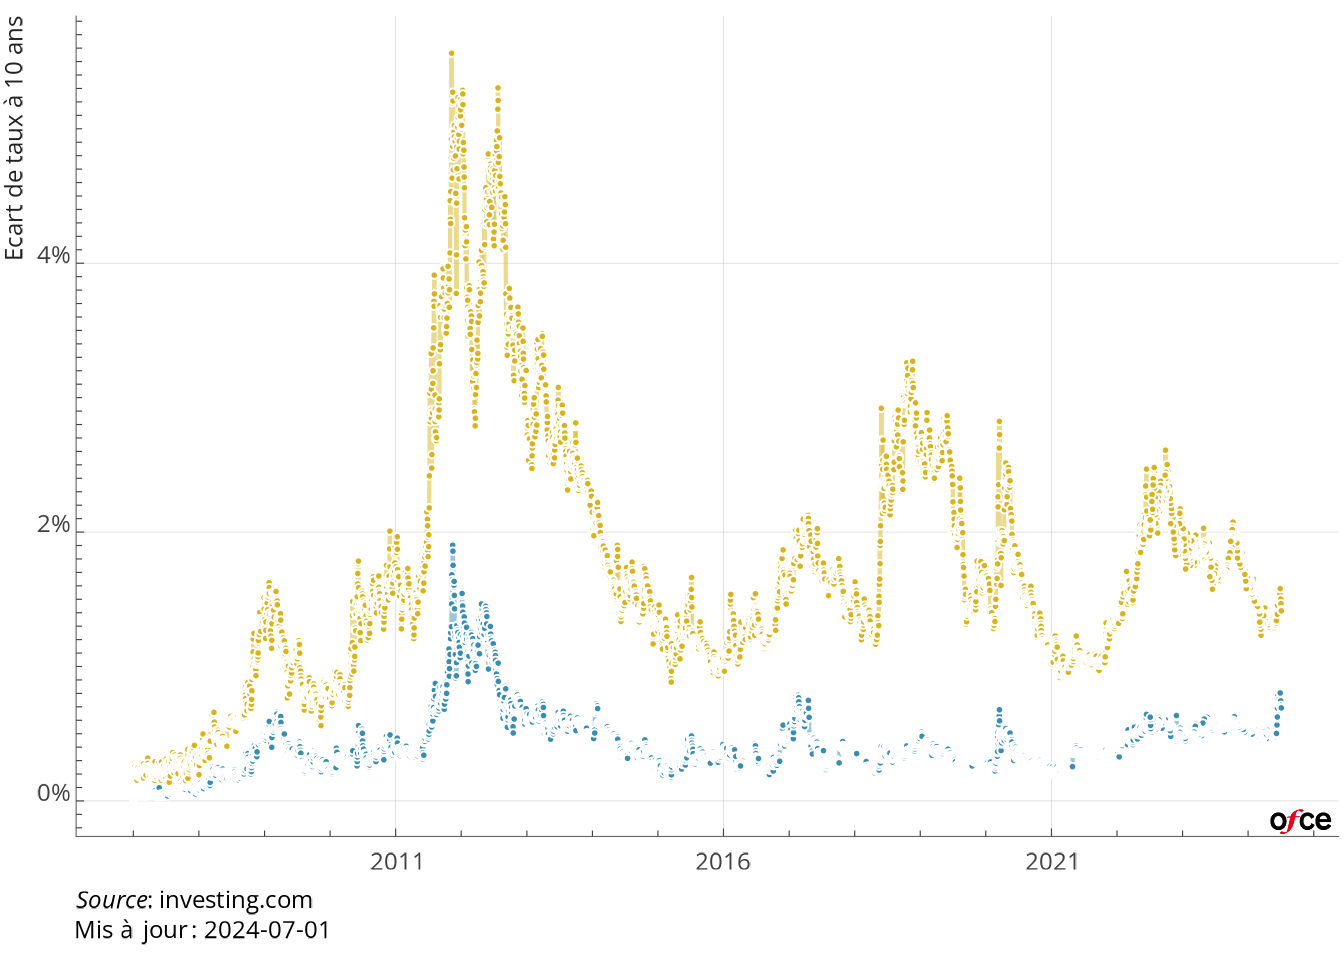 Ecart de taux à 10 ans
4%
2%
0%
2011
2016
2021
ofce
Source: investing.com
Mis à jour : 2024-07-01